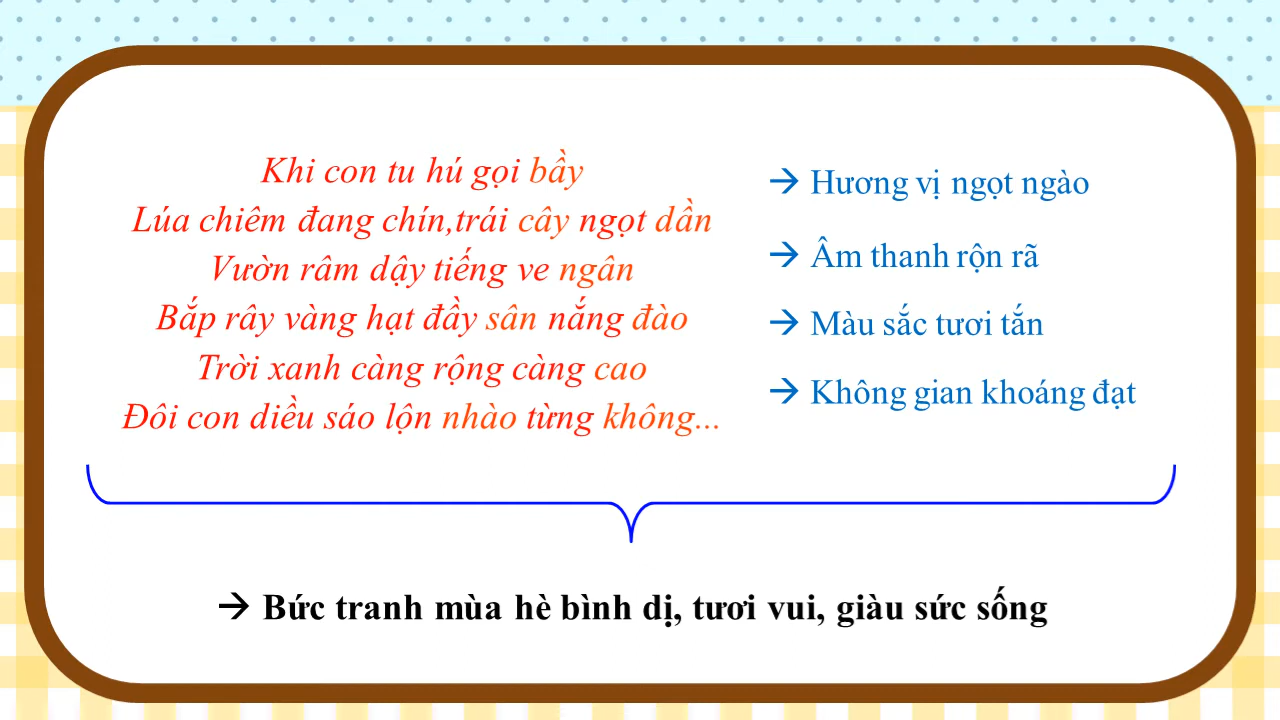 Khi con tu hú gọi bầy
Lúa chiêm đang chín,trái cây ngọt dần
Vườn râm dậy tiếng ve ngân
Bắp rây vàng hạt đầy sân nắng đào
Trời xanh càng rộng càng cao
Đôi con diều sáo lộn nhào từng không...
→ Hương vị ngọt ngào
→ Âm thanh rộn rã
→ Màu sắc tươi tắn
→ Không gian khoáng đạt
→ Bức tranh mùa hè bình dị, tươi vui, giàu sức sống